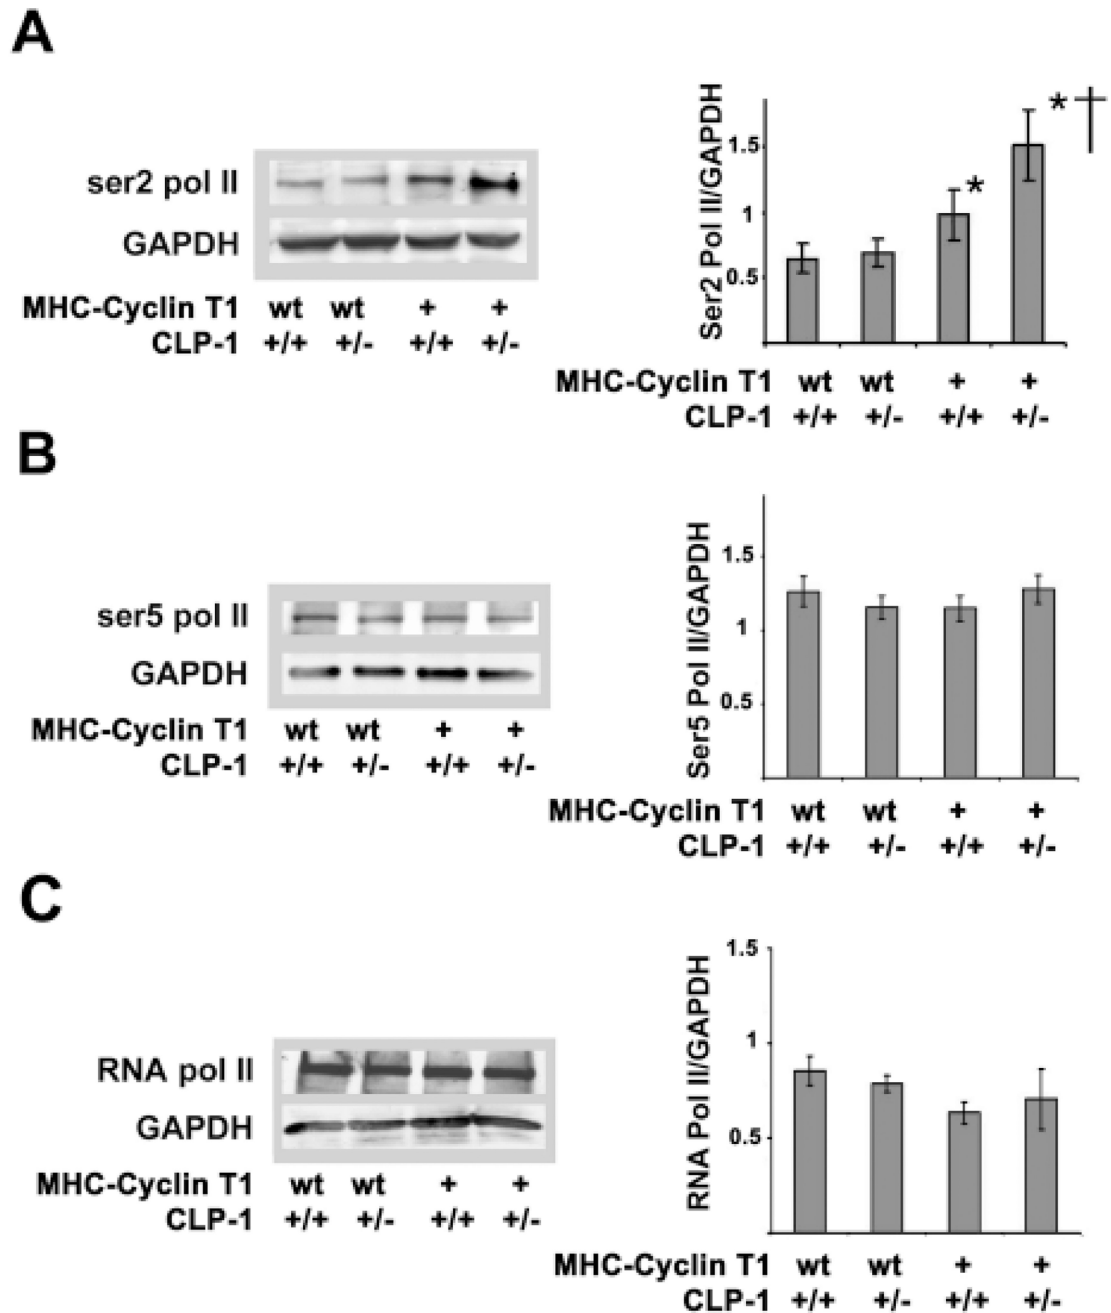 A
ser2 pol II
GAPDH
MHC-Cyclin T1 wt wt + +
CLP-1 +/+ +/- +/+ +/-
Ser2 Pol II/GAPDH
1.5
1
0.5
* †
*
MHC-Cyclin T1 wt wt + +
CLP-1 +/+ +/- +/+ +/-
B
ser5 pol II
GAPDH
MHC-Cyclin T1 wt wt + +
CLP-1 +/+ +/- +/+ +/-
Ser5 Pol II/GAPDH
1.5
1
0.5
MHC-Cyclin T1 wt wt + +
CLP-1 +/+ +/- +/+ +/-
C
RNA pol II
GAPDH
MHC-Cyclin T1 wt wt + +
CLP-1 +/+ +/- +/+ +/-
RNA Pol II/GAPDH
1.5
1
0.5
MHC-Cyclin T1 wt wt + +
CLP-1 +/+ +/- +/+ +/-